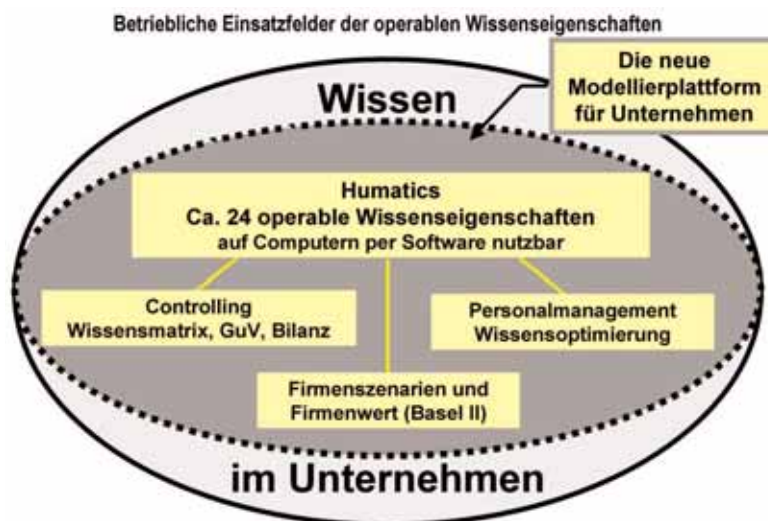 Betriebliche Einsatzfelder der operablen Wissenseigenschaften
Die neue
Modellierplattform
für Unternehmen
Wissen
Humatics
Ca. 24 operable Wissenseigenschaften
auf Computern per Software nutzbar
Controlling
Wissensmatrix, GuV, Bilanz
Personalmanagement
Wissensoptimierung
Firmenszenarien und
Firmenwert (Basel II)
im Unternehmen